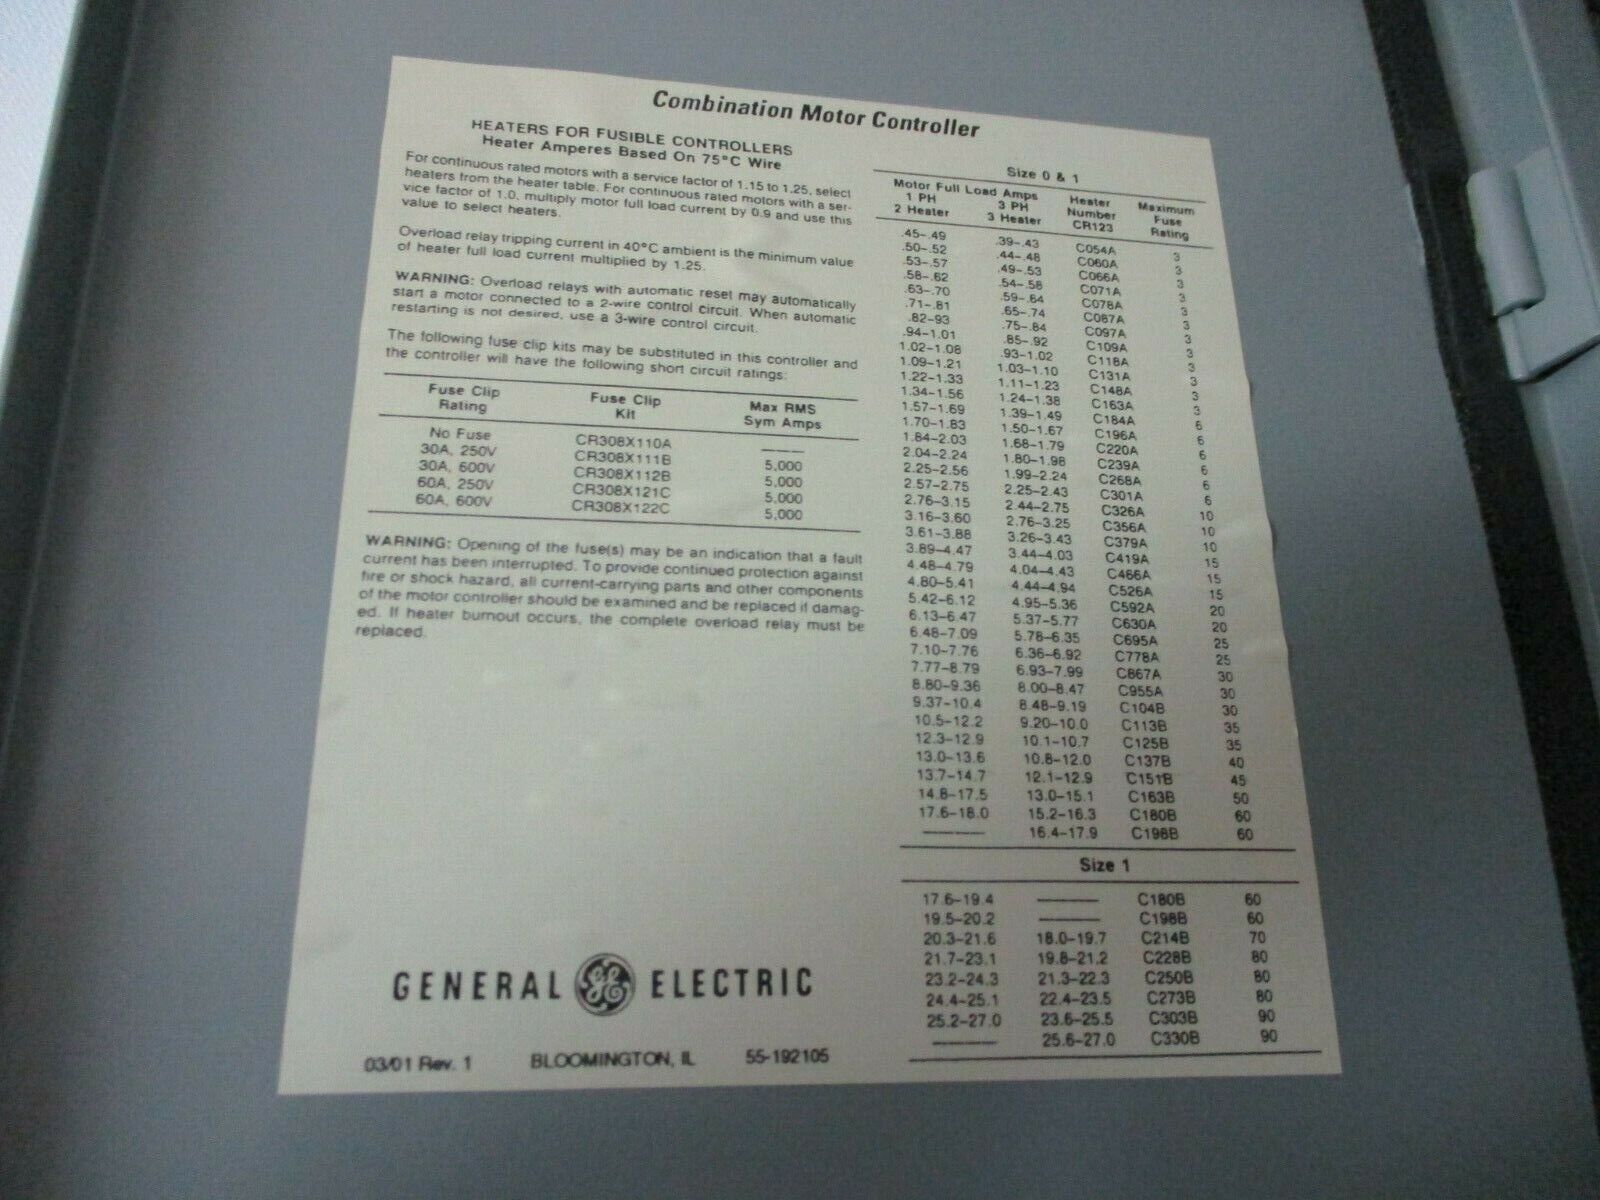 Combination Motor Controller
HEATERS FOR FUSIBLE CONTROLLERS
Heater Amperes Based On 75°C Wire
For continuous rated motors with a service factor of 1.15 to 1.25, select
heaters from the heater table. For continuous rated motors with a ser-
vice factor of 1.0, multiply motor full load current by 0.9 and use this
value to select heaters.
Overload relay tripping current in 40°C ambient is the minimum value
of heater full load current multiplied by 1.25.
WARNING: Overload relays with automatic reset may automatically
start a motor connected to a 2-wire control circuit. When automatic
restarting is not desired, use a 3-wire control circuit.
The following fuse clip kits may be substituted in this controller and
the controller will have the following short circuit ratings:
Fuse Clip Rating Fuse Clip Kit Max RMS Sym Amps
No Fuse CR308X110A ———
30A, 250V CR308X111B 5,000
30A, 600V CR308X112B 5,000
60A, 250V CR308X121C 5,000
60A, 600V CR308X122C 5,000
WARNING: Opening of the fuse(s) may be an indication that a fault
current has been interrupted. To provide continued protection against
fire or shock hazard, all current-carrying parts and other components
of the motor controller should be examined and be replaced if damag-
ed. If heater burnout occurs, the complete overload relay must be
replaced.
Size 0 & 1
Motor Full Load Amps
1 PH 2 Heater 3 PH 3 Heater Heater Number CR123 Maximum Fuse Rating
.45-.49 .39-.43 C054A 3
.50-.52 .44-.48 C060A 3
.53-.57 .49-.53 C066A 3
.58-.62 .54-.58 C071A 3
.63-.70 .59-.64 C078A 3
.71-.81 .65-.74 C087A 3
.82-93 .75-.84 C097A 3
.94-1.01 .85-.92 C109A 3
1.02-1.08 .93-1.02 C118A 3
1.09-1.21 1.03-1.10 C131A 3
1.22-1.33 1.11-1.23 C148A 3
1.34-1.56 1.24-1.38 C163A 3
1.57-1.69 1.39-1.49 C184A 6
1.70-1.83 1.50-1.67 C196A 6
1.84-2.03 1.68-1.79 C220A 6
2.04-2.24 1.80-1.98 C239A 6
2.25-2.56 1.99-2.24 C268A 6
2.57-2.75 2.25-2.43 C301A 6
2.76-3.15 2.44-2.75 C326A 10
3.16-3.60 2.76-3.25 C356A 10
3.61-3.88 3.26-3.43 C379A 10
3.89-4.47 3.44-4.03 C419A 15
4.48-4.79 4.04-4.43 C466A 15
4.80-5.41 4.44-4.94 C526A 15
5.42-6.12 4.95-5.36 C592A 20
6.13-6.47 5.37-5.77 C630A 20
6.48-7.09 5.78-6.35 C695A 25
7.10-7.76 6.36-6.92 C778A 25
7.77-8.79 6.93-7.99 C867A 30
8.80-9.36 8.00-8.47 C955A 30
9.37-10.4 8.48-9.19 C104B 30
10.5-12.2 9.20-10.0 C113B 35
12.3-12.9 10.1-10.7 C125B 35
13.0-13.6 10.8-12.0 C137B 40
13.7-14.7 12.1-12.9 C151B 45
14.8-17.5 13.0-15.1 C163B 50
17.6-18.0 15.2-16.3 C180B 60
——— 16.4-17.9 C198B 60
Size 1
17.6-19.4 ——— C180B 60
19.5-20.2 ——— C198B 60
20.3-21.6 18.0-19.7 C214B 70
21.7-23.1 19.8-21.2 C228B 80
23.2-24.3 21.3-22.3 C250B 80
24.4-25.1 22.4-23.5 C273B 80
25.2-27.0 23.6-25.5 C303B 90
——— 25.6-27.0 C330B 90
GENERAL GE ELECTRIC
03/01 Rev. 1 BLOOMINGTON, IL 55-192105